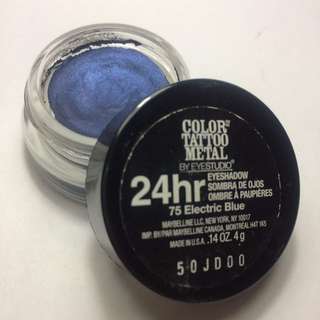 COLOR
TATTOO
METAL
BY EYESTUDIO®
24hr
EYESHADOW
SOMBRA DE OJOS
OMBRE À PAUPIÈRES
75 Electric Blue
MAYBELLINE LLC, NEW YORK, NY 10017
IMP. BY/PAR MAYBELLINE CANADA, MONTRÉAL H4T 1K5
MADE IN U.S.A. .14 OZ. 4g
50JD00